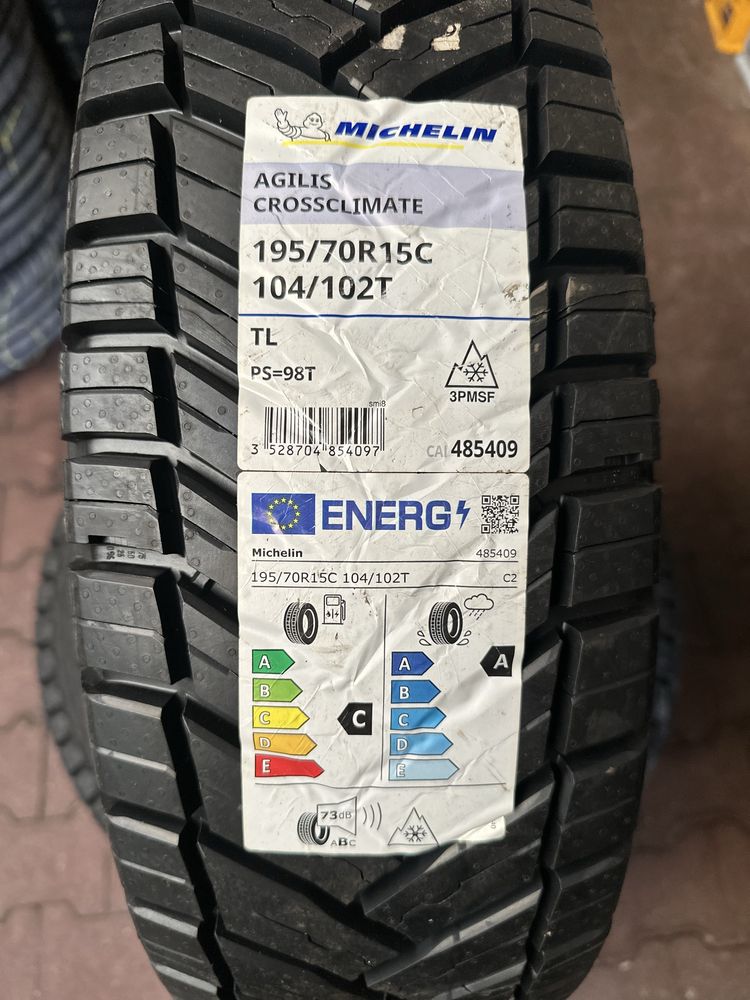 MICHELIN
AGILIS
CROSSCLIMATE
195/70R15C
104/102T
TL
PS=98T
3PMSF
smi8
3 528704 854097
CAI 485409
ENERG
Michelin 485409
195/70R15C 104/102T C2
A A A
B B
C C C
D D
E E
73dB
ABC
S